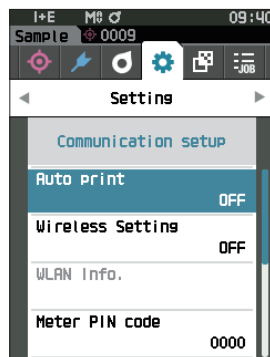 I+E M0 09:40
Sample 0009
-JOB
Setting
Communication setup
Auto print
OFF
Wireless Setting
OFF
WLAN Info.
Meter PIN code
0000